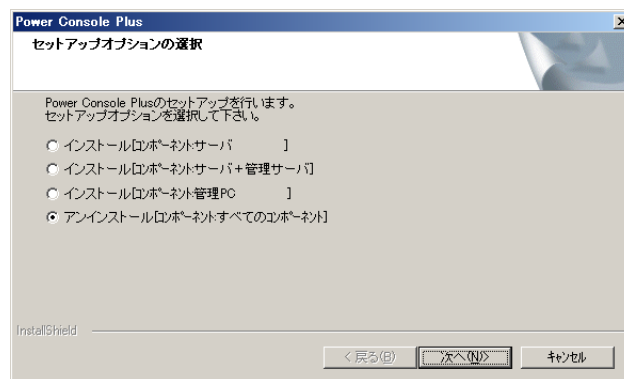 Power Console Plus
セットアップオプションの選択
Power Console Plusのセットアップを行います。
セットアップオプションを選択して下さい。
インストール[コンポーネント:サーバ ]
インストール[コンポーネント:サーバ+管理サーバ]
インストール[コンポーネント:管理PC ]
アンインストール[コンポーネント:すべてのコンポーネント]
InstallShield
< 戻る(B) 次へ(N)> キャンセル